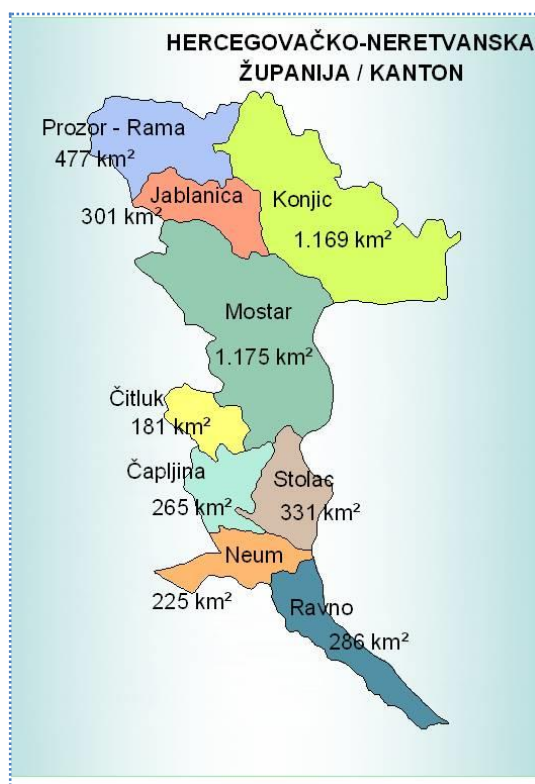 HERCEGOVAČKO-NERETVANSKA
ŽUPANIJA / KANTON
Prozor - Rama
477 km²
Jablanica
301 km²
Konjic
1.169 km²
Mostar
1.175 km²
Čitluk
181 km²
Čapljina
265 km²
Stolac
331 km²
Neum
225 km²
Ravno
286 km²